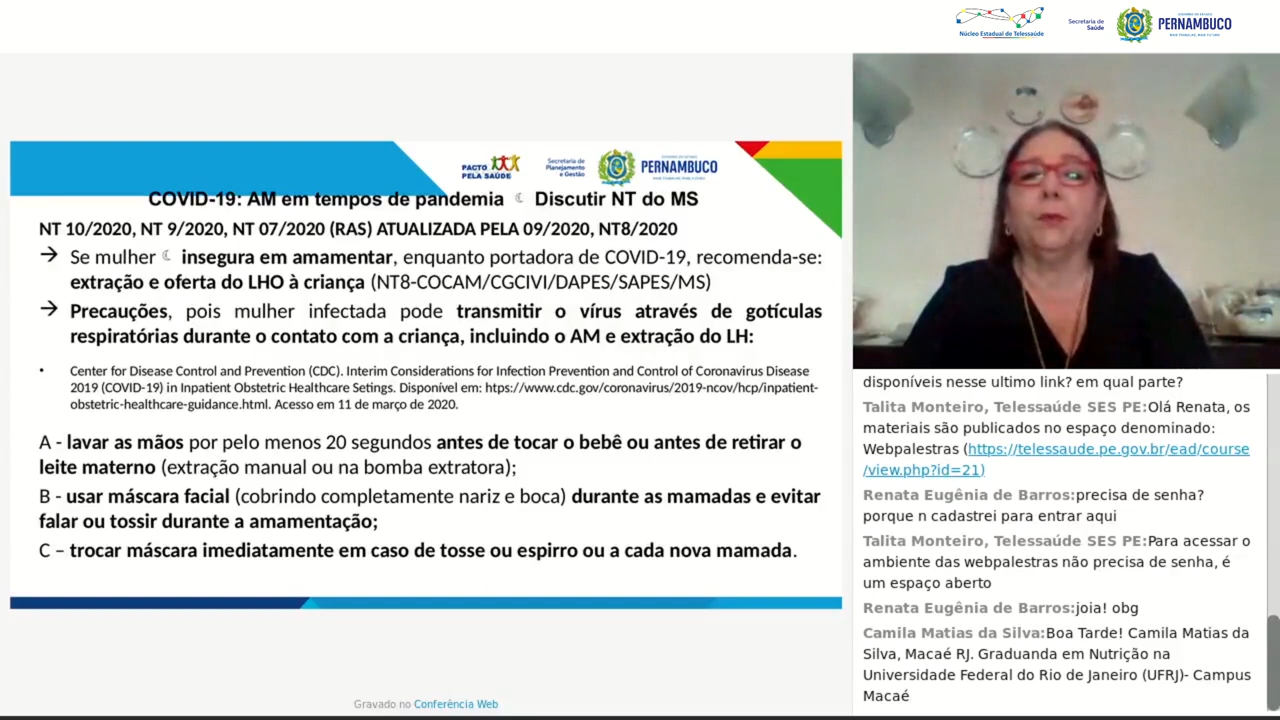 Núcleo Estadual de Telessaúde
Secretaria de
Saúde
GOVERNO DO ESTADO
PERNAMBUCO
MAIS TRABALHO, MAIS FUTURO
PACTO
PELA SAÚDE
Secretaria de
Planejamento
e Gestão
PERNAMBUCO
COVID-19: AM em tempos de pandemia ☾ Discutir NT do MS
NT 10/2020, NT 9/2020, NT 07/2020 (RAS) ATUALIZADA PELA 09/2020, NT8/2020
→ Se mulher ☾ insegura em amamentar, enquanto portadora de COVID-19, recomenda-se:
extração e oferta do LHO à criança (NT8-COCAM/CGCIVI/DAPES/SAPES/MS)
→ Precauções, pois mulher infectada pode transmitir o vírus através de gotículas
respiratórias durante o contato com a criança, incluindo o AM e extração do LH:
• Center for Disease Control and Prevention (CDC). Interim Considerations for Infection Prevention and Control of Coronavirus Disease
2019 (COVID-19) in Inpatient Obstetric Healthcare Setings. Disponível em: htps://www.cdc.gov/coronavirus/2019-ncov/hcp/inpatient-
obstetric-healthcare-guidance.html. Acesso em 11 de março de 2020.
A - lavar as mãos por pelo menos 20 segundos antes de tocar o bebê ou antes de retirar o
leite materno (extração manual ou na bomba extratora);
B - usar máscara facial (cobrindo completamente nariz e boca) durante as mamadas e evitar
falar ou tossir durante a amamentação;
C – trocar máscara imediatamente em caso de tosse ou espirro ou a cada nova mamada.
Gravado no Conferência Web
disponíveis nesse ultimo link? em qual parte?
Talita Monteiro, Telessaúde SES PE:Olá Renata, os
materiais são publicados no espaço denominado:
Webpalestras (https://telessaude.pe.gov.br/ead/course
/view.php?id=21)
Renata Eugênia de Barros:precisa de senha?
porque n cadastrei para entrar aqui
Talita Monteiro, Telessaúde SES PE:Para acessar o
ambiente das webpalestras não precisa de senha, é
um espaço aberto
Renata Eugênia de Barros:joia! obg
Camila Matias da Silva:Boa Tarde! Camila Matias da
Silva, Macaé RJ. Graduanda em Nutrição na
Universidade Federal do Rio de Janeiro (UFRJ)- Campus
Macaé